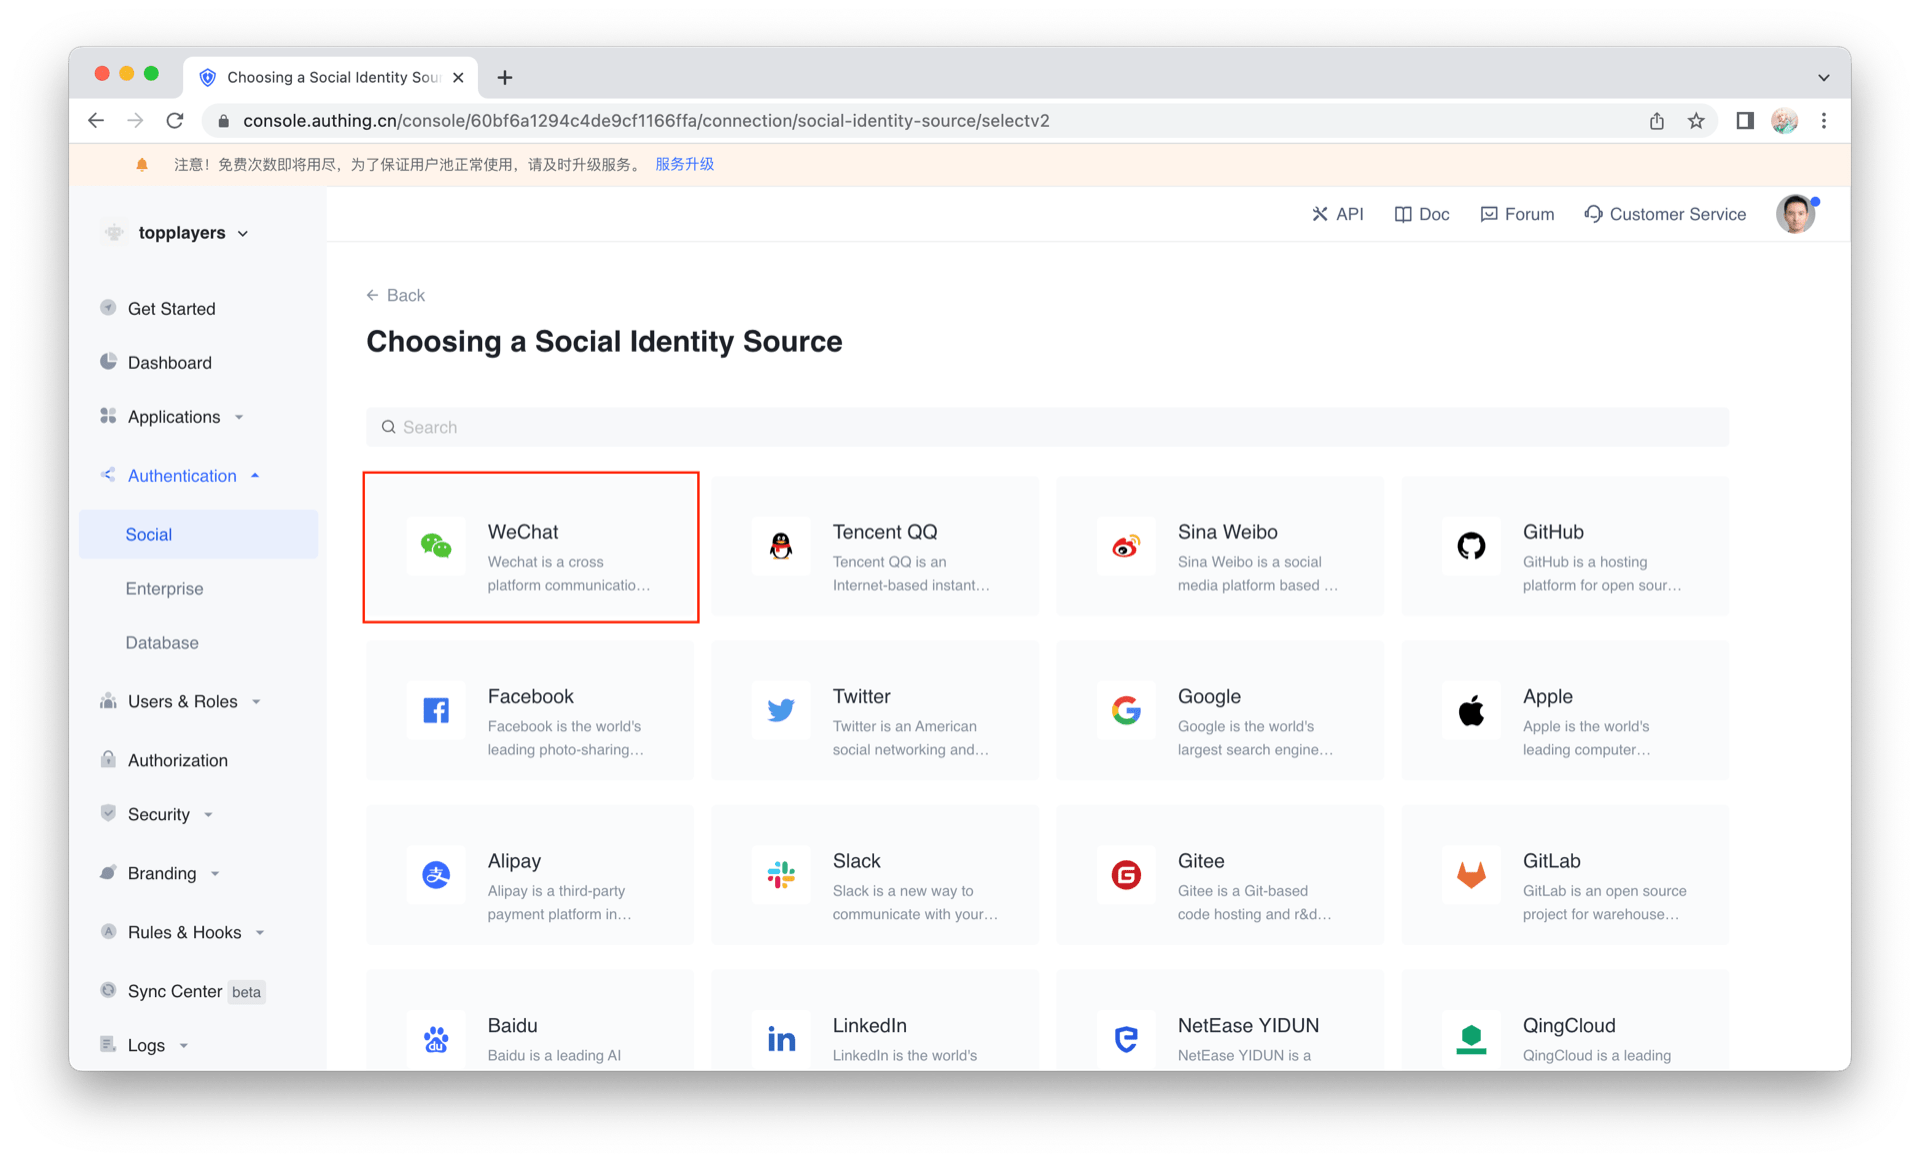 Choosing a Social Identity Sour
console.authing.cn/console/60bf6a1294c4de9cf1166ffa/connection/social-identity-source/selectv2
注意！免费次数即将用尽，为了保证用户池正常使用，请及时升级服务。 服务升级
topplayers
API
Doc
Forum
Customer Service
Get Started
Dashboard
Applications
Authentication
Social
Enterprise
Database
Users & Roles
Authorization
Security
Branding
Rules & Hooks
Sync Center beta
Logs
Back
Choosing a Social Identity Source
Search
WeChat
Wechat is a cross
platform communicatio...
Tencent QQ
Tencent QQ is an
Internet-based instant...
Sina Weibo
Sina Weibo is a social
media platform based ...
GitHub
GitHub is a hosting
platform for open sour...
Facebook
Facebook is the world's
leading photo-sharing...
Twitter
Twitter is an American
social networking and...
Google
Google is the world's
largest search engine...
Apple
Apple is the world's
leading computer...
支
Alipay
Alipay is a third-party
payment platform in...
Slack
Slack is a new way to
communicate with your...
Gitee
Gitee is a Git-based
code hosting and r&d...
GitLab
GitLab is an open source
project for warehouse...
du
Baidu
Baidu is a leading AI
in
LinkedIn
LinkedIn is the world's
NetEase YIDUN
NetEase YIDUN is a
QingCloud
QingCloud is a leading